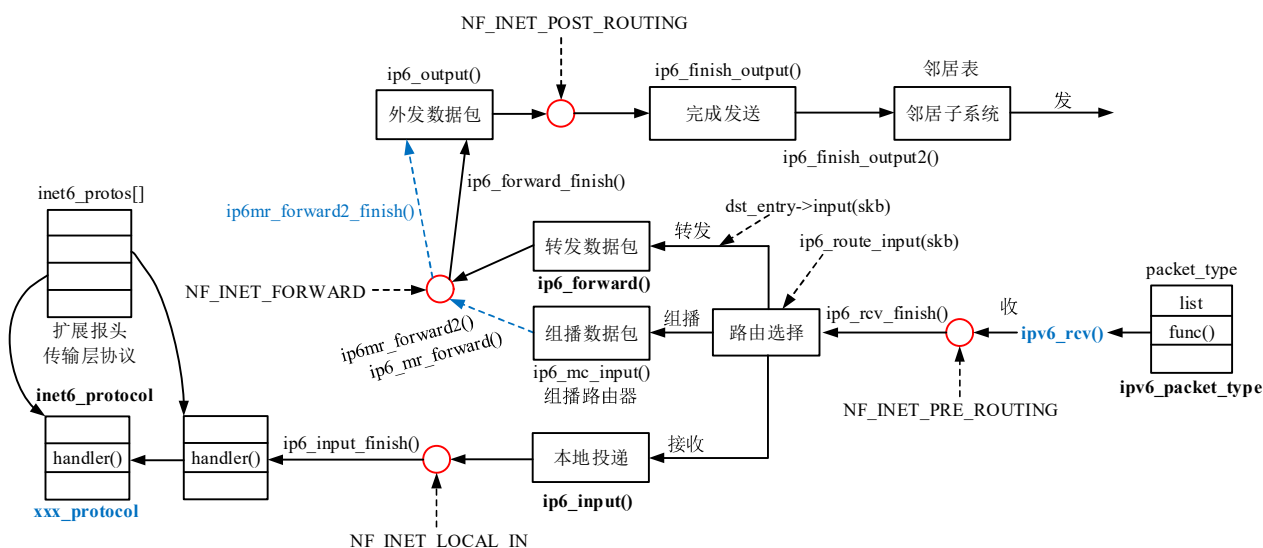 NF_INET_POST_ROUTING
ip6_output()
ip6_finish_output()
邻居表
外发数据包
完成发送
邻居子系统
发
ip6_finish_output2()
ip6_forward_finish()
inet6_protos[]
ip6mr_forward2_finish()
dst_entry->input(skb)
转发
转发数据包
ip6_route_input(skb)
ip6_forward()
NF_INET_FORWARD
packet_type
list
func()
ipv6_packet_type
扩展报头
传输层协议
ip6mr_forward2()
ip6_mr_forward()
组播数据包
组播
路由选择
ip6_rcv_finish()
收
ipv6_rcv()
ip6_mc_input()
组播路由器
NF_INET_PRE_ROUTING
inet6_protocol
handler()
handler()
ip6_input_finish()
本地投递
接收
ip6_input()
xxx_protocol
NF_INET_LOCAL_IN